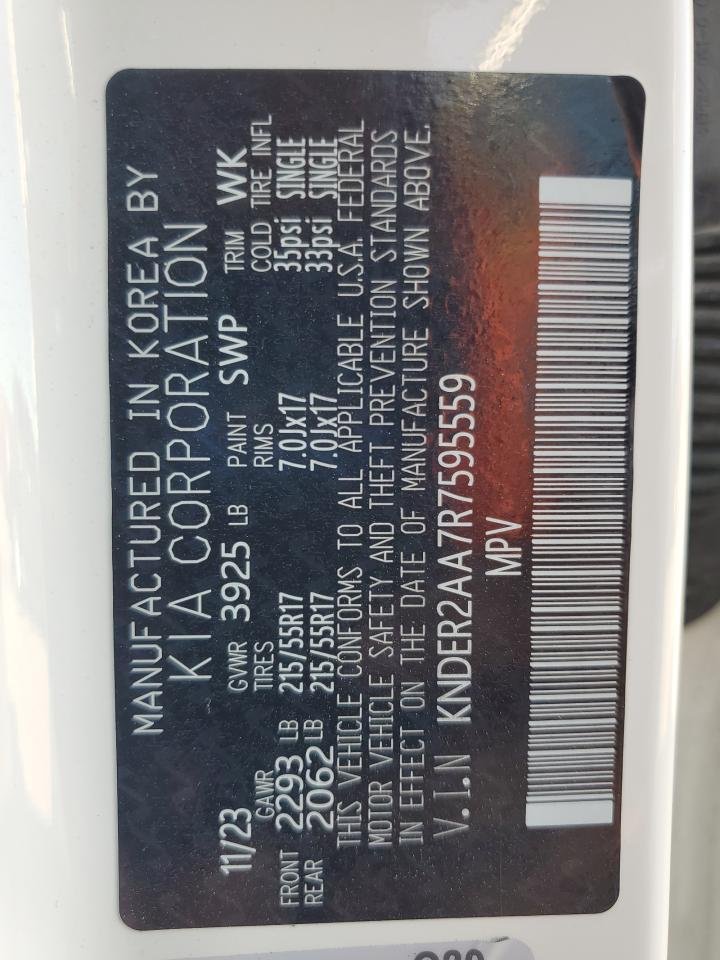 MANUFACTURED IN KOREA BY
KIA CORPORATION
11/23 GVWR 3925 LB PAINT SWP TRIM WK
GAWR TIRES RIMS COLD TIRE INFL
FRONT 2293 LB 215/55R17 7.0Jx17 35psi SINGLE
REAR 2062 LB 215/55R17 7.0Jx17 33psi SINGLE
THIS VEHICLE CONFORMS TO ALL APPLICABLE U.S.A. FEDERAL
MOTOR VEHICLE SAFETY AND THEFT PREVENTION STANDARDS
IN EFFECT ON THE DATE OF MANUFACTURE SHOWN ABOVE.
V.I.N KNDER2AA7R7595559
MPV